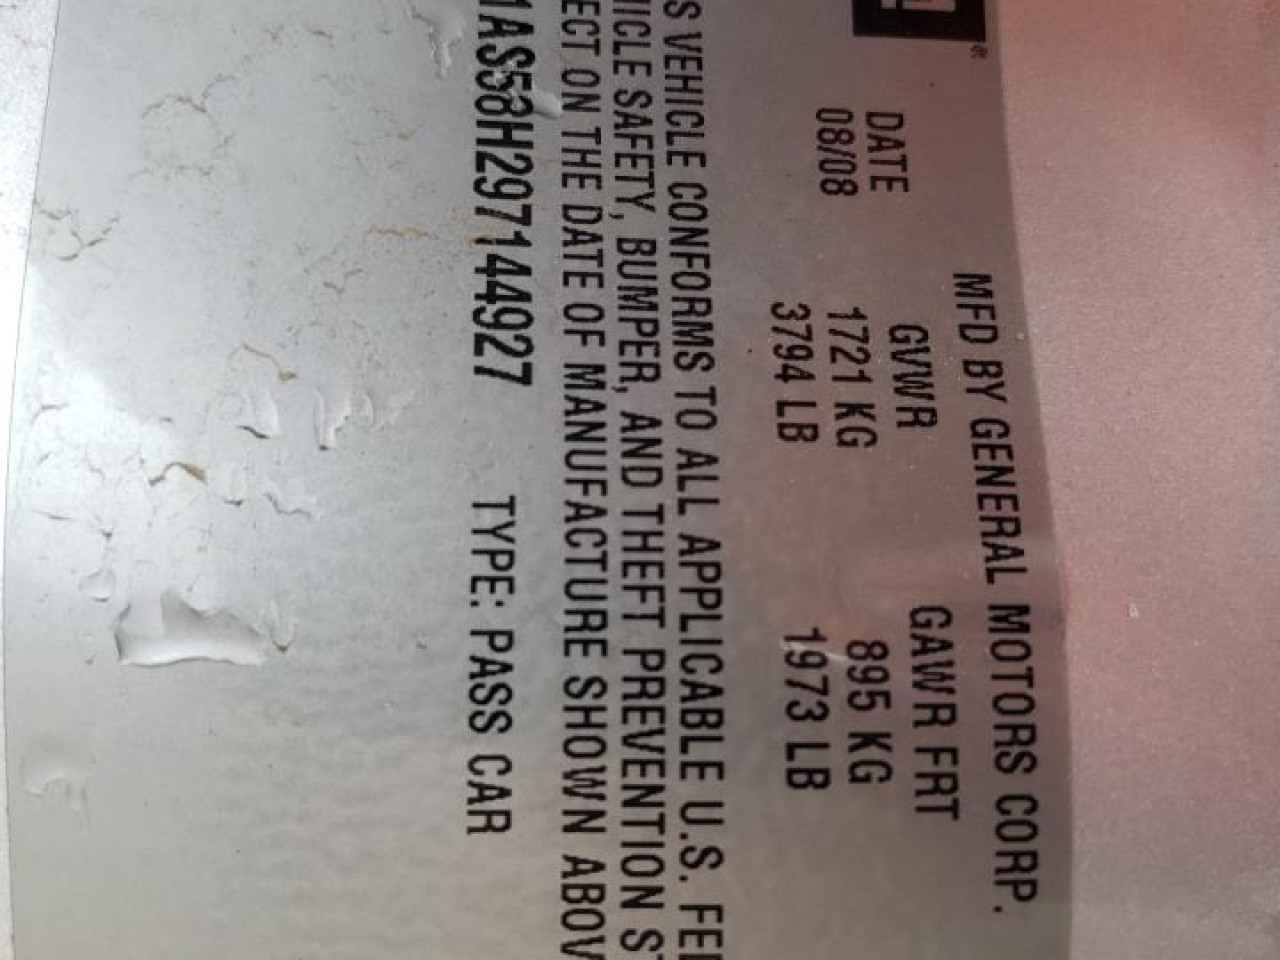 MFD BY GENERAL MOTORS CORP.
DATE GVWR GAWR FRT
08/08 1721 KG 895 KG
3794 LB 1973 LB
S VEHICLE CONFORMS TO ALL APPLICABLE U.S. FE
HICLE SAFETY, BUMPER, AND THEFT PREVENTION ST
ECT ON THE DATE OF MANUFACTURE SHOWN ABOV
1AS58H297144927 TYPE: PASS CAR